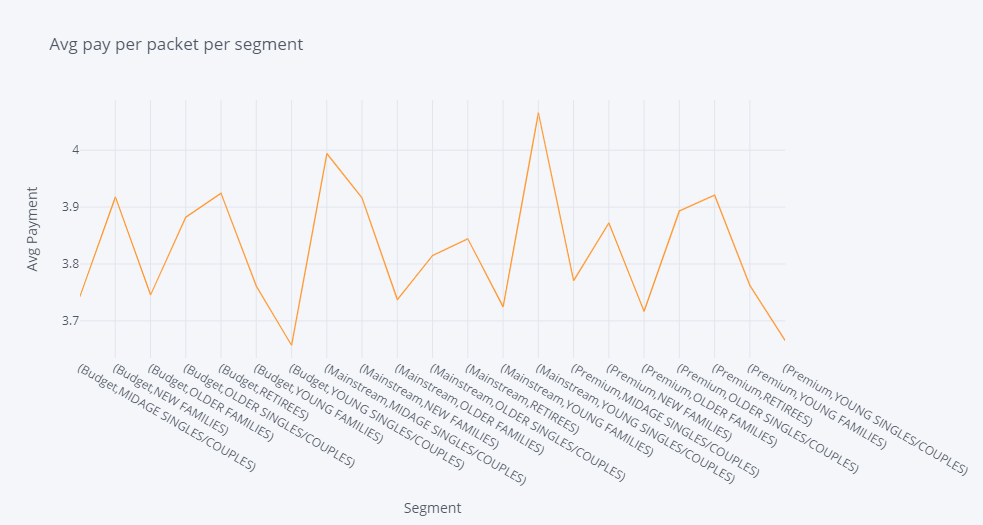 Avg pay per packet per segment
Avg Payment
4
3.9
3.8
3.7
(Budget,MIDAGE SINGLES/COUPLES)
(Budget,NEW FAMILIES)
(Budget,OLDER FAMILIES)
(Budget,OLDER SINGLES/COUPLES)
(Budget,RETIREES)
(Budget,YOUNG FAMILIES)
(Budget,YOUNG SINGLES/COUPLES)
(Mainstream,MIDAGE SINGLES/COUPLES)
(Mainstream,NEW FAMILIES)
(Mainstream,OLDER FAMILIES)
(Mainstream,OLDER SINGLES/COUPLES)
(Mainstream,RETIREES)
(Mainstream,YOUNG FAMILIES)
(Mainstream,YOUNG SINGLES/COUPLES)
(Premium,MIDAGE SINGLES/COUPLES)
(Premium,NEW FAMILIES)
(Premium,OLDER FAMILIES)
(Premium,OLDER SINGLES/COUPLES)
(Premium,RETIREES)
(Premium,YOUNG FAMILIES)
(Premium,YOUNG SINGLES/COUPLES)
Segment